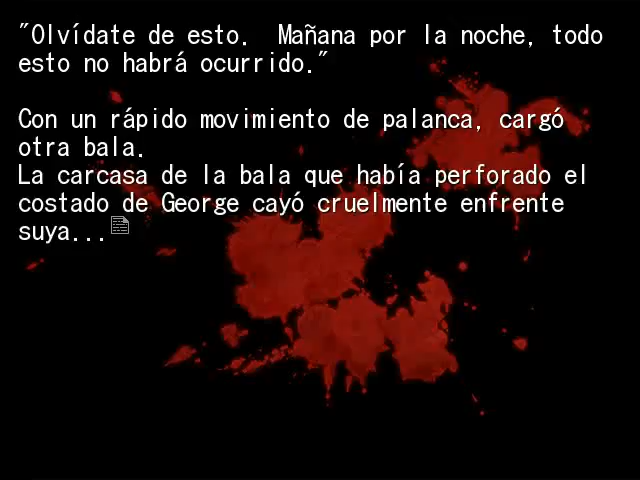 "Olvídate de esto.  Mañana por la noche, todo
esto no habrá ocurrido."
Con un rápido movimiento de palanca, cargó
otra bala.
La carcasa de la bala que había perforado el
costado de George cayó cruelmente enfrente
suya...